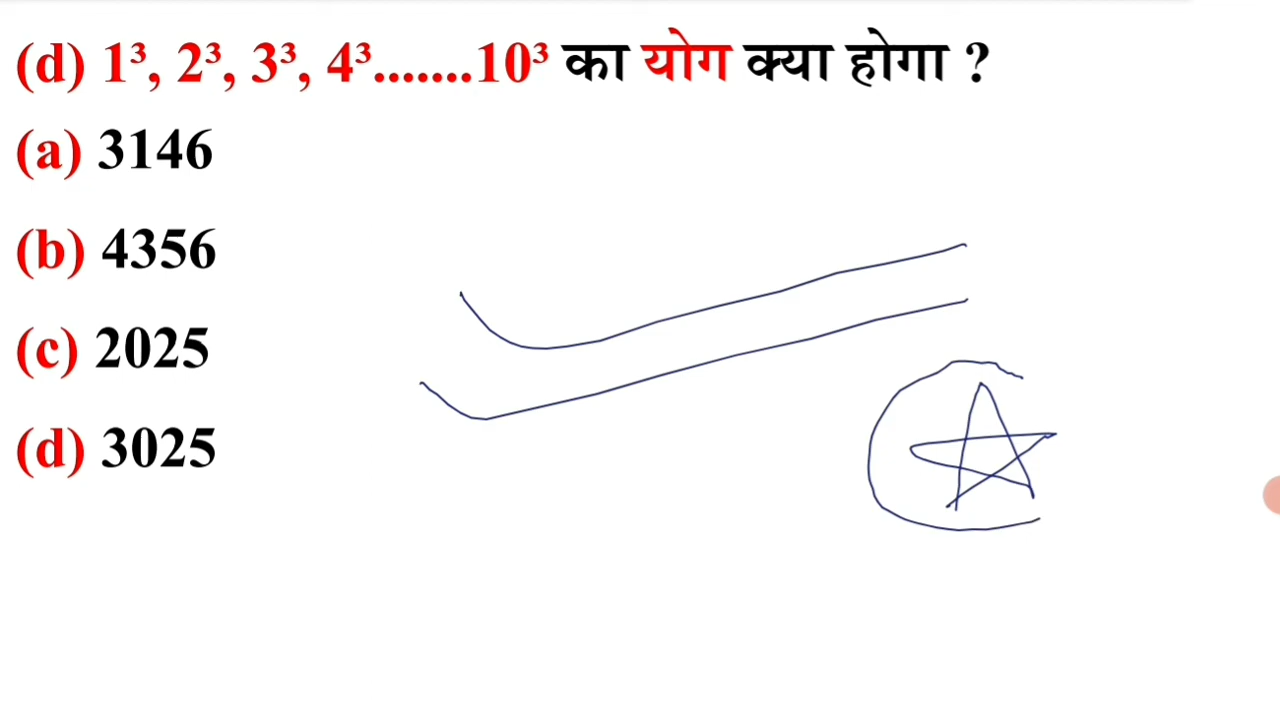 (d) 1³, 2³, 3³, 4³.......10³ का योग क्या होगा ?
(a) 3146
(b) 4356
(c) 2025
(d) 3025